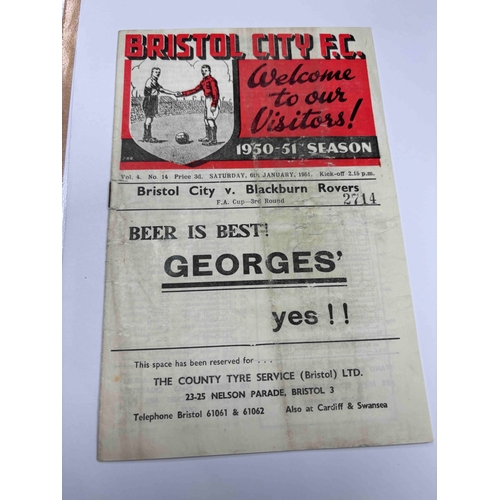 BRISTOL CITY F.C.
Welcome
to our
Visitors!
1950-51 SEASON
Vol. 4. No. 14 Price 3d. SATURDAY, 6th JANUARY, 1951. Kick-off 2.15 p.m.
Bristol City v. Blackburn Rovers
F.A. Cup—3rd Round
2714
BEER IS BEST!
GEORGES'
yes !!
This space has been reserved for . . .
THE COUNTY TYRE SERVICE (Bristol) LTD.
23-25 NELSON PARADE, BRISTOL 3
Telephone Bristol 61061 & 61062 Also at Cardiff & Swansea